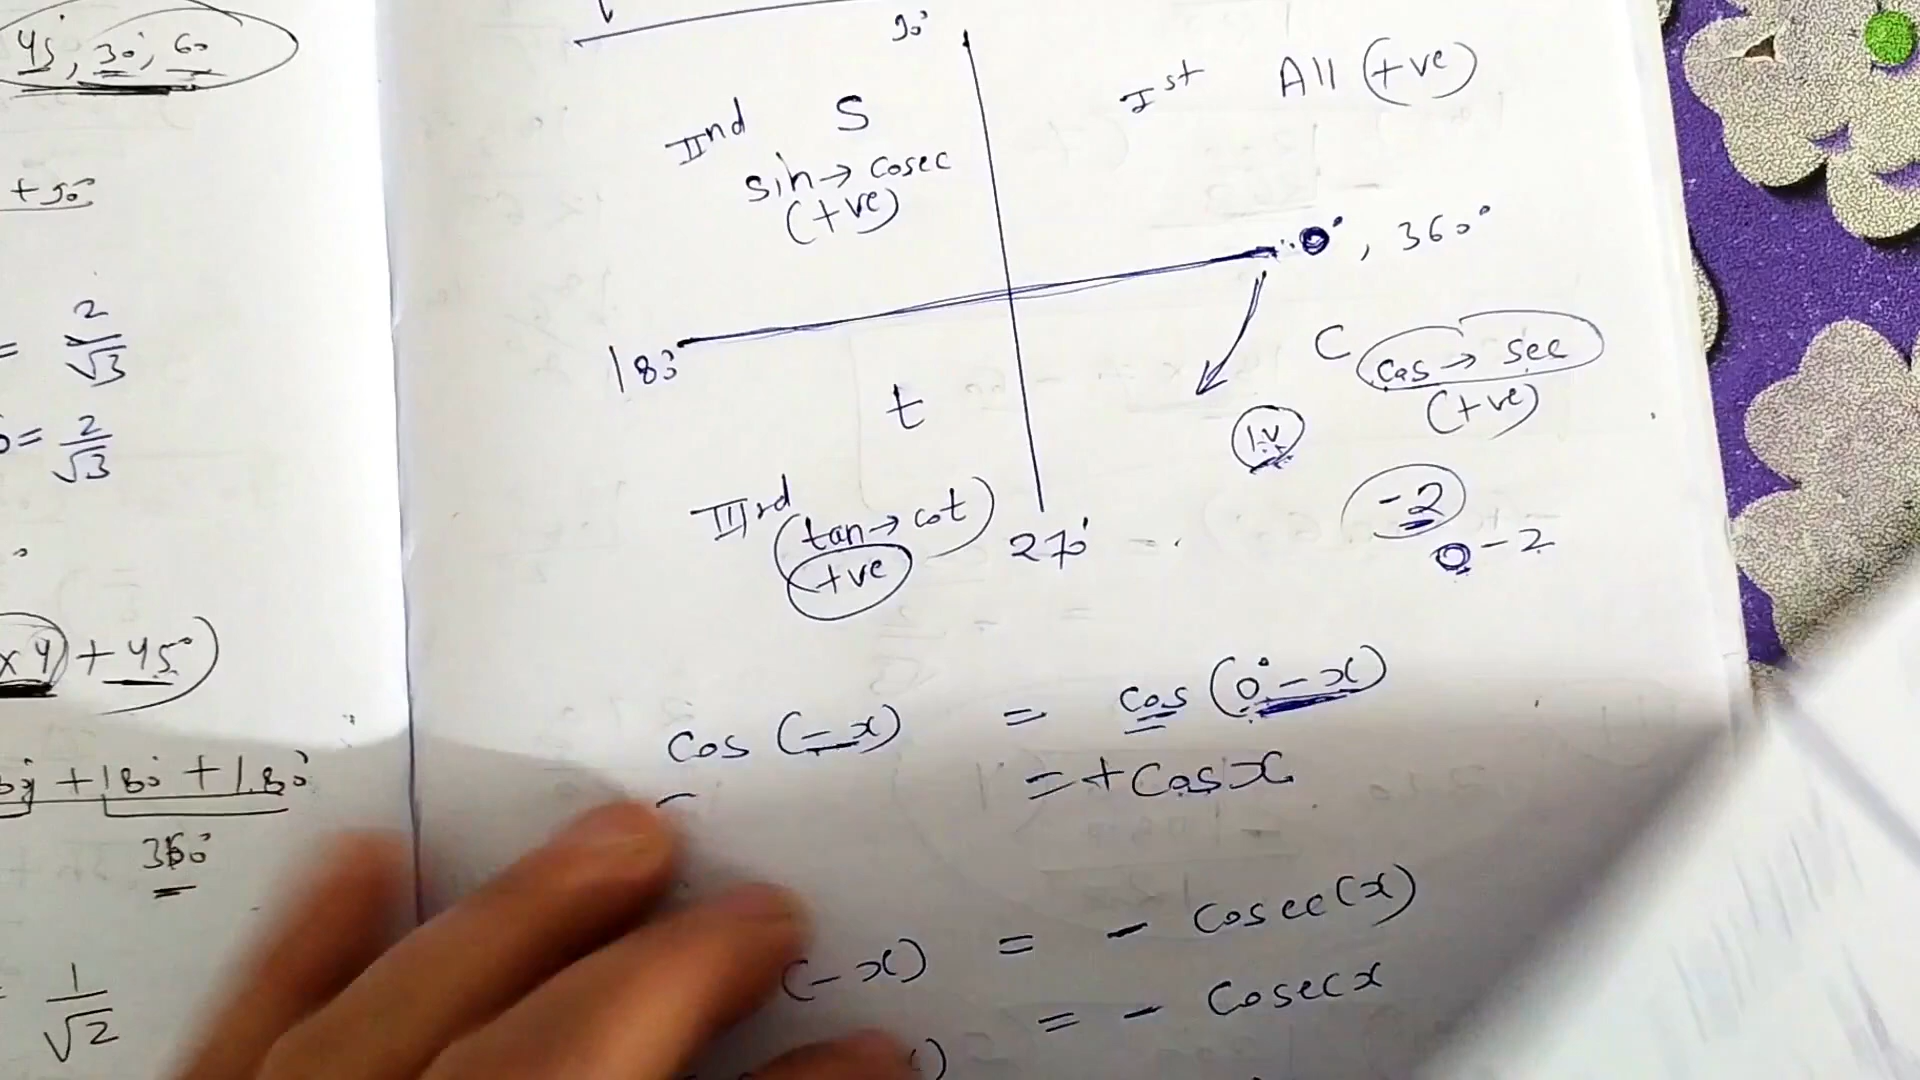 45, 30°, 60
+90°
= 2/√3
= 2/√3
x4) + 45°)
+180° + 180°
360°
1/√2
90°
IInd S
sin → cosec
(+ve)
Ist All (+ve)
0°, 360°
180°
t
IIIrd
(tan → cot)
+ve
270°
C cos → sec
(+ve)
IV
-2
0-2
cos (-x) = cos (0° - x)
= + cos x
(-x) = - cosec(x)
= - cosec x